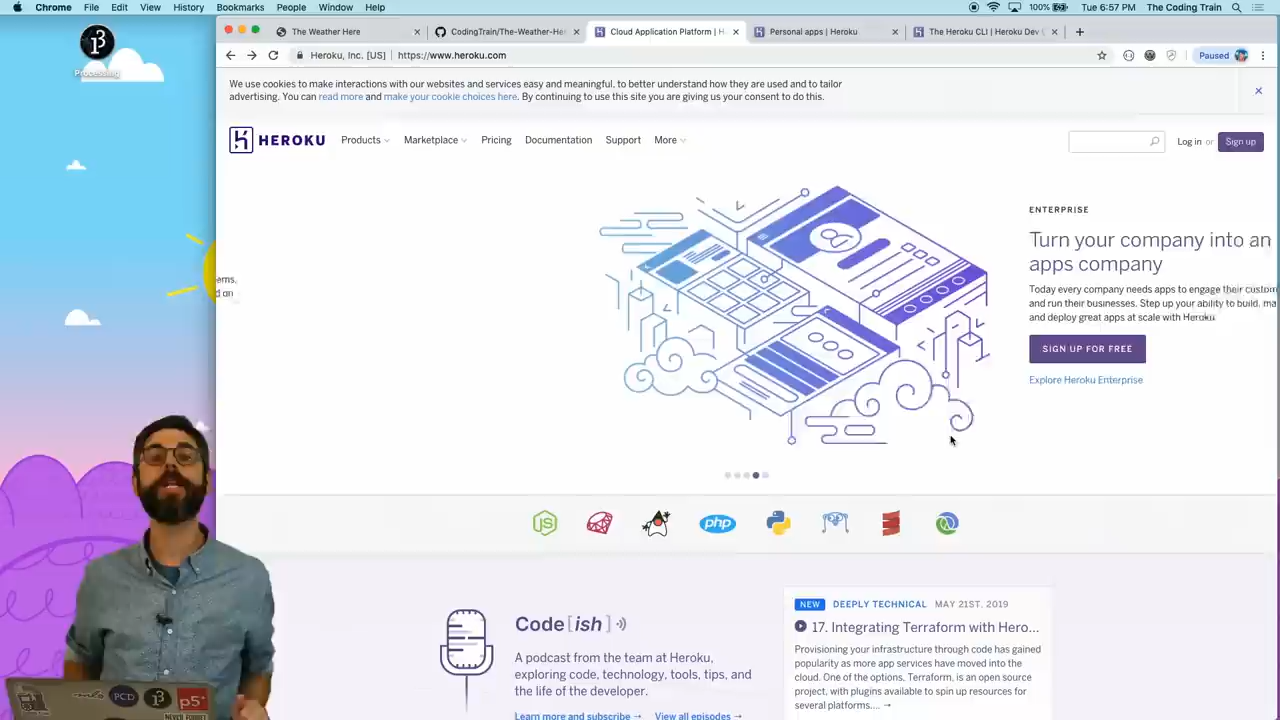 Chrome File Edit View History Bookmarks People Window Help
100% Tue 6:57 PM The Coding Train
The Weather Here
CodingTrain/The-Weather-He
Cloud Application Platform | H
Personal apps | Heroku
The Heroku CLI | Heroku Dev
Heroku, Inc. [US] | https://www.heroku.com
Paused
Processing
We use cookies to make interactions with our websites and services easy and meaningful, to better understand how they are used and to tailor
advertising. You can read more and make your cookie choices here. By continuing to use this site you are giving us your consent to do this.
HEROKU Products Marketplace Pricing Documentation Support More
Log in or Sign up
ENTERPRISE
Turn your company into an
apps company
Today every company needs apps to engage their custom
and run their businesses. Step up your ability to build, ma
and deploy great apps at scale with Heroku.
SIGN UP FOR FREE
Explore Heroku Enterprise
erns,
d on
JS
php
Code[ish]
A podcast from the team at Heroku,
exploring code, technology, tools, tips, and
the life of the developer.
Learn more and subscribe → View all episodes →
NEW DEEPLY TECHNICAL MAY 21ST, 2019
17. Integrating Terraform with Hero...
Provisioning your infrastructure through code has gained
popularity as more app services have moved into the
cloud. One of the options, Terraform, is an open source
project, with plugins available to spin up resources for
several platforms.... →
PCD
p5*
NEVER FORGET